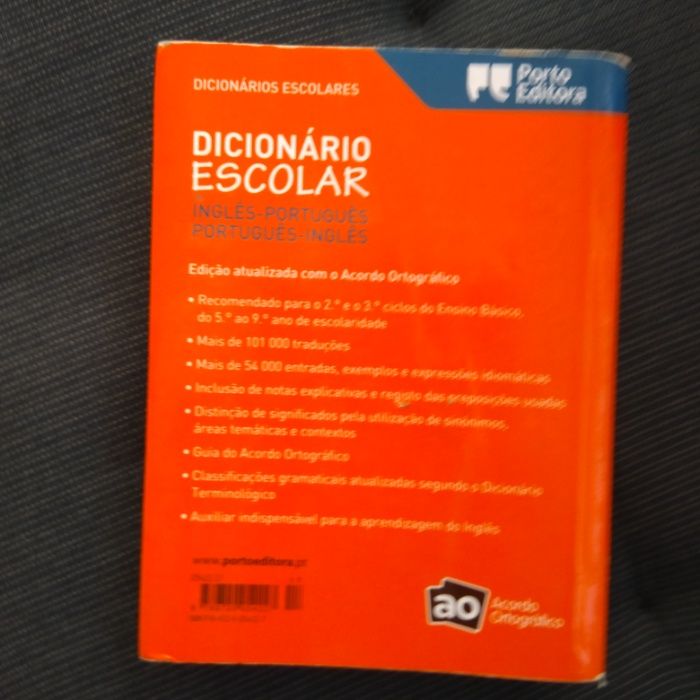 Porto
Editora
DICIONÁRIOS ESCOLARES
DICIONÁRIO
ESCOLAR
INGLÊS-PORTUGUÊS
PORTUGUÊS-INGLÊS
Edição atualizada com o Acordo Ortográfico
• Recomendado para o 2.º e o 3.º ciclos do Ensino Básico,
do 5.º ao 9.º ano de escolaridade
• Mais de 101 000 traduções
• Mais de 54 000 entradas, exemplos e expressões idiomáticas
• Inclusão de notas explicativas e registo das preposições usadas
• Distinção de significados pela utilização de sinónimos,
áreas temáticas e contextos
• Guia do Acordo Ortográfico
• Classificações gramaticais atualizadas segundo o Dicionário
Terminológico
• Auxiliar indispensável para a aprendizagem do Inglês
www.portoeditora.pt
ao
Acordo
Ortográfico